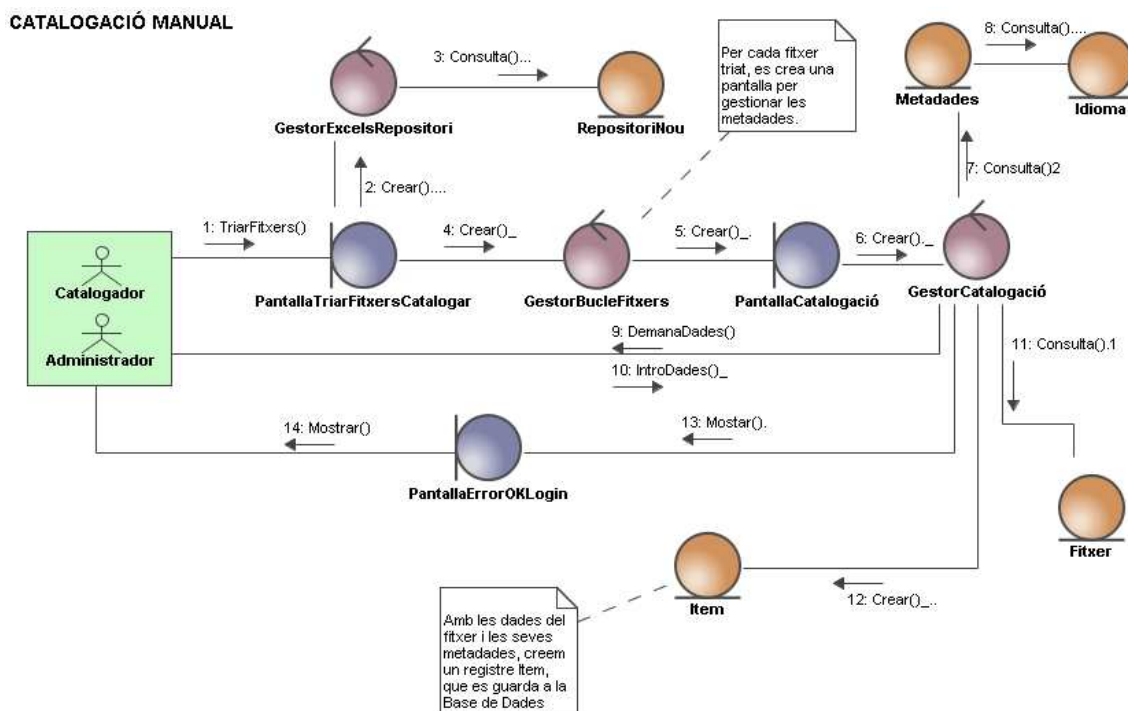 CATALOGACIÓ MANUAL
3: Consulta()...
GestorExcelsRepositori
RepositoriNou
Per cada fitxer
triat, es crea una
pantalla per
gestionar les
metadades.
8: Consulta()....
Metadades
Idioma
2: Crear()....
7: Consulta()2
1: TriarFitxers()
4: Crear()_
5: Crear()_.
6: Crear()._
Catalogador
Administrador
PantallaTriarFitxersCatalogar
GestorBucleFitxers
PantallaCatalogació
GestorCatalogació
9: DemanaDades()
10: IntroDades()_
11: Consulta().1
14: Mostrar()
13: Mostar().
PantallaErrorOKLogin
Fitxer
Item
12: Crear()_..
Amb les dades del
fitxer i les seves
metadades, creem
un registre Item,
que es guarda a la
Base de Dades